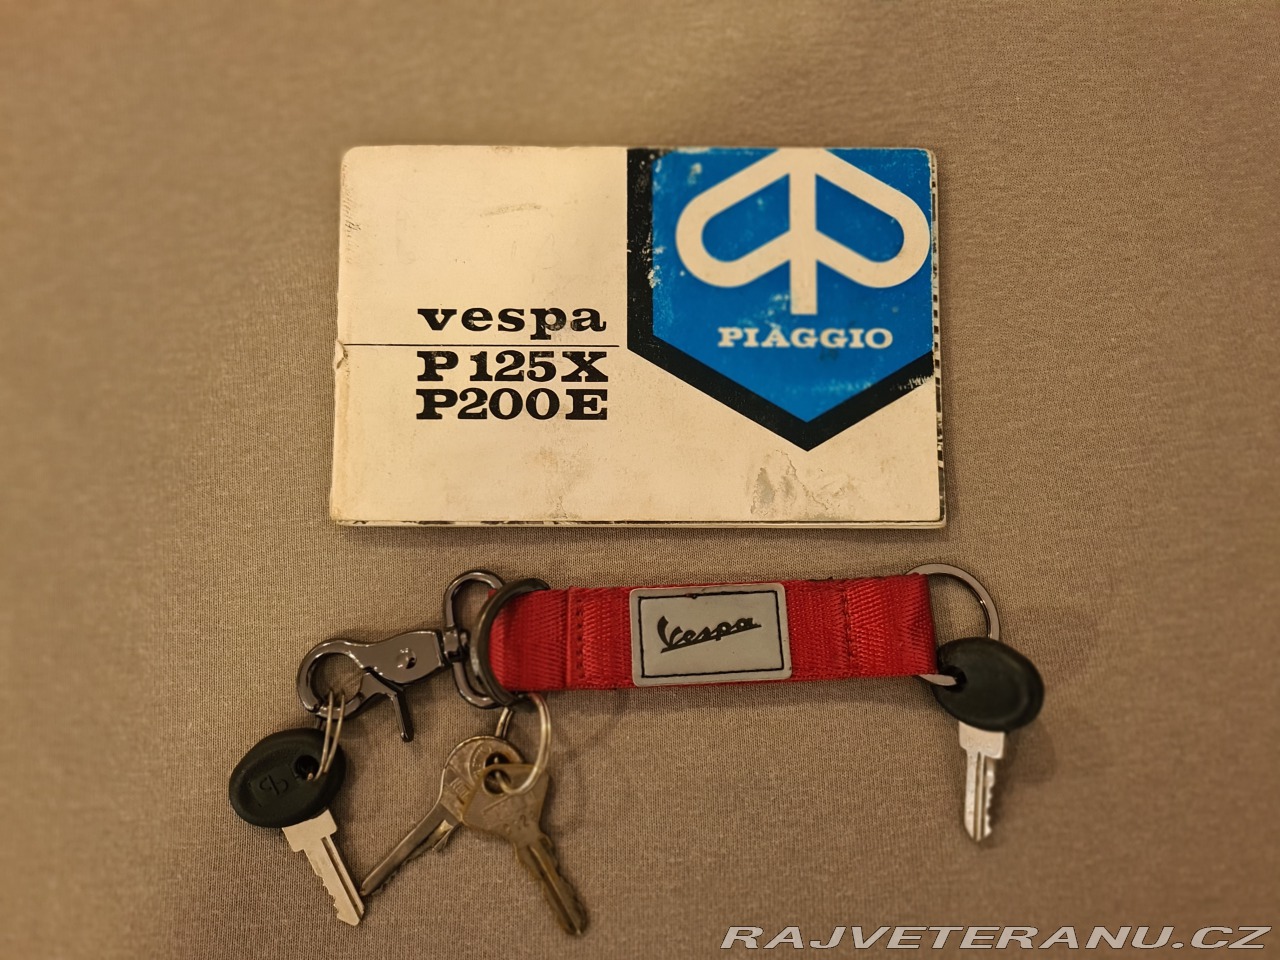 vespa
P125X
P200E
PIAGGIO
Vespa
RAJVETERANU.CZ